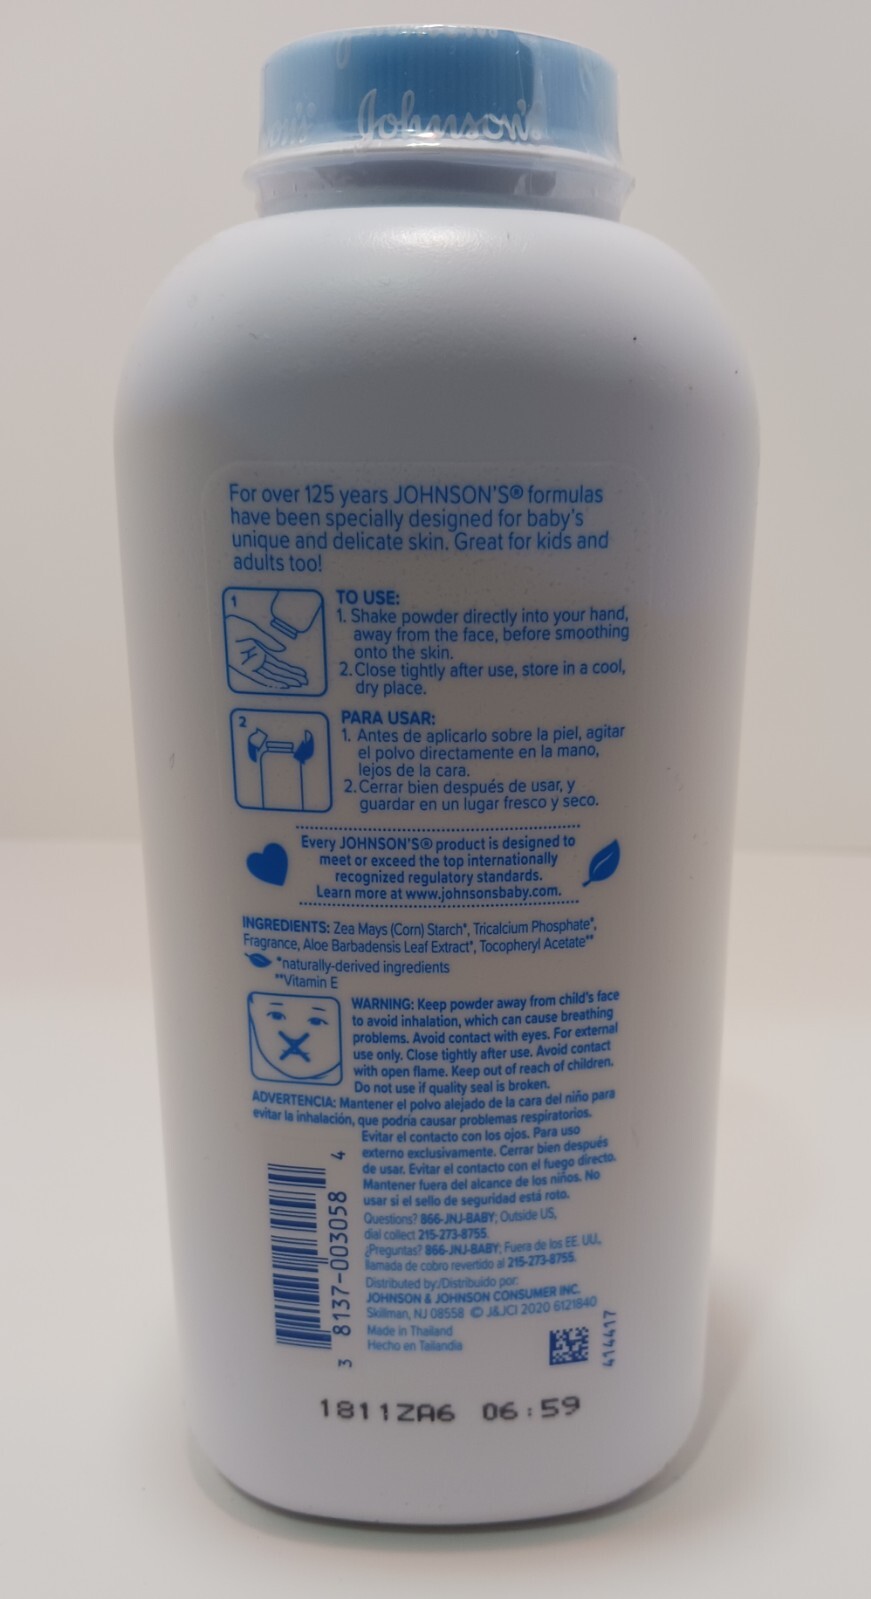 Johnson's
For over 125 years JOHNSON'S® formulas
have been specially designed for baby's
unique and delicate skin. Great for kids and
adults too!
1
TO USE:
1. Shake powder directly into your hand,
away from the face, before smoothing
onto the skin.
2. Close tightly after use, store in a cool,
dry place.
2
PARA USAR:
1. Antes de aplicarlo sobre la piel, agitar
el polvo directamente en la mano,
lejos de la cara.
2. Cerrar bien después de usar, y
guardar en un lugar fresco y seco.
Every JOHNSON'S® product is designed to
meet or exceed the top internationally
recognized regulatory standards.
Learn more at www.johnsonsbaby.com.
INGREDIENTS: Zea Mays (Corn) Starch*, Tricalcium Phosphate*,
Fragrance, Aloe Barbadensis Leaf Extract*, Tocopheryl Acetate**
*naturally-derived ingredients
**Vitamin E
WARNING: Keep powder away from child's face
to avoid inhalation, which can cause breathing
problems. Avoid contact with eyes. For external
use only. Close tightly after use. Avoid contact
with open flame. Keep out of reach of children.
Do not use if quality seal is broken.
ADVERTENCIA: Mantener el polvo alejado de la cara del niño para
evitar la inhalación, que podría causar problemas respiratorios.
Evitar el contacto con los ojos. Para uso
externo exclusivamente. Cerrar bien después
de usar. Evitar el contacto con el fuego directo.
Mantener fuera del alcance de los niños. No
usar si el sello de seguridad está roto.
Questions? 866-JNJ-BABY; Outside US,
dial collect 215-273-8755.
¿Preguntas? 866-JNJ-BABY; Fuera de los EE. UU.,
llamada de cobro revertido al 215-273-8755.
Distributed by:/Distribuido por:
JOHNSON & JOHNSON CONSUMER INC.
Skillman, NJ 08558 © J&JCI 2020 6121840
Made in Thailand
Hecho en Tailandia
3 8137-003058 4
414417
1811ZA6 06:59